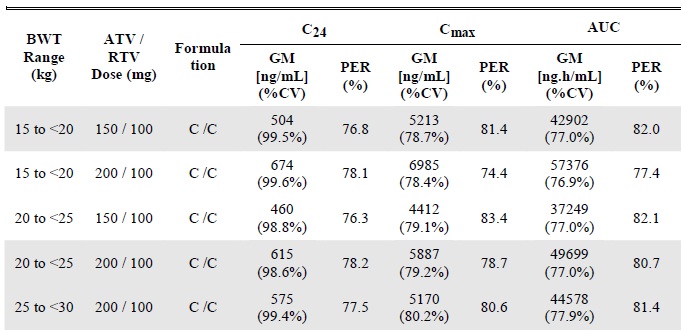 C24 Cmax AUC
BWT Range (kg) ATV / RTV Dose (mg) Formula tion GM [ng/mL] (%CV) PER (%) GM [ng/mL] (%CV) PER (%) GM [ng.h/mL] (%CV) PER (%)
15 to <20 150 / 100 C /C 504 (99.5%) 76.8 5213 (78.7%) 81.4 42902 (77.0%) 82.0
15 to <20 200 / 100 C /C 674 (99.6%) 78.1 6985 (78.4%) 74.4 57376 (76.9%) 77.4
20 to <25 150 / 100 C /C 460 (98.8%) 76.3 4412 (79.1%) 83.4 37249 (77.0%) 82.1
20 to <25 200 / 100 C /C 615 (98.6%) 78.2 5887 (79.2%) 78.7 49699 (77.0%) 80.7
25 to <30 200 / 100 C /C 575 (99.4%) 77.5 5170 (80.2%) 80.6 44578 (77.9%) 81.4